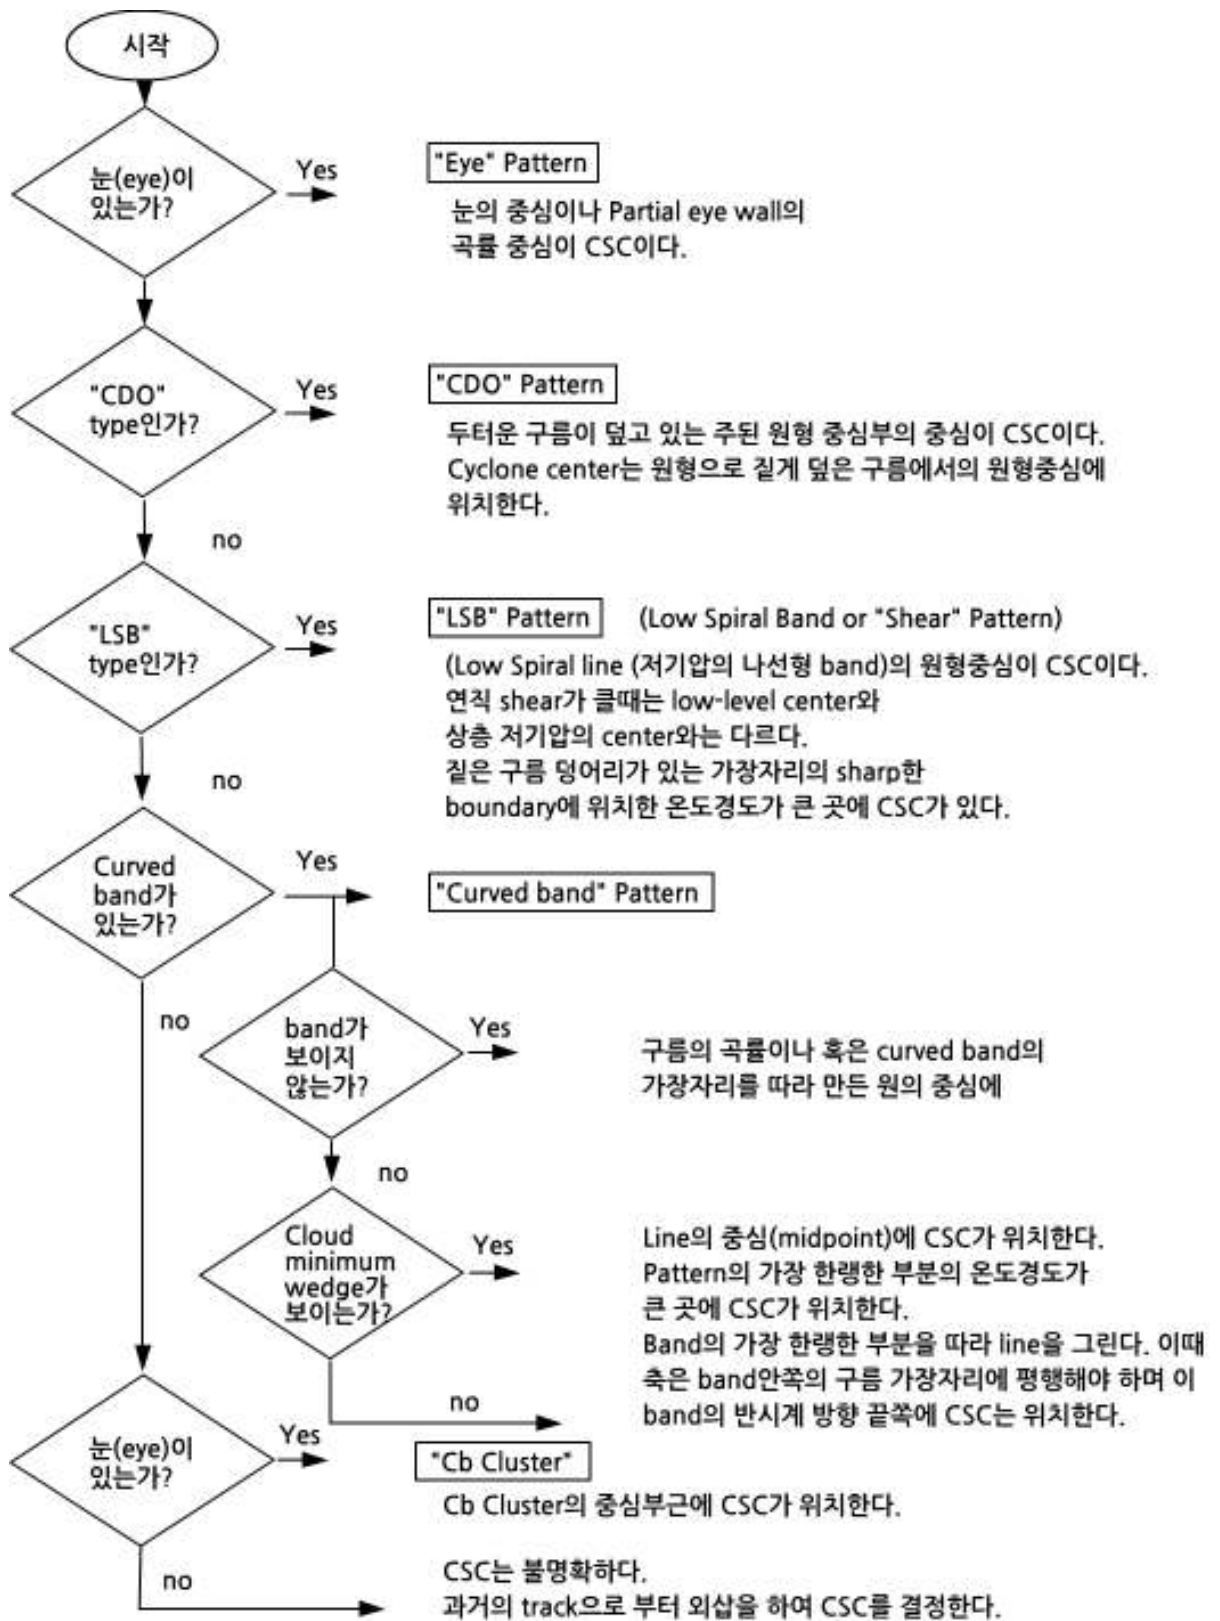 시작
눈(eye)이
있는가?
Yes
"Eye" Pattern
눈의 중심이나 Partial eye wall의
곡률 중심이 CSC이다.
"CDO"
type인가?
Yes
"CDO" Pattern
두터운 구름이 덮고 있는 주된 원형 중심부의 중심이 CSC이다.
Cyclone center는 원형으로 짙게 덮은 구름에서의 원형중심에
위치한다.
no
"LSB"
type인가?
Yes
"LSB" Pattern (Low Spiral Band or "Shear" Pattern)
(Low Spiral line (저기압의 나선형 band)의 원형중심이 CSC이다.
연직 shear가 클때는 low-level center와
상층 저기압의 center와는 다르다.
짙은 구름 덩어리가 있는 가장자리의 sharp한
boundary에 위치한 온도경도가 큰 곳에 CSC가 있다.
no
Curved
band가
있는가?
Yes
"Curved band" Pattern
no
band가
보이지
않는가?
Yes
구름의 곡률이나 혹은 curved band의
가장자리를 따라 만든 원의 중심에
no
Cloud
minimum
wedge가
보이는가?
Yes
Line의 중심(midpoint)에 CSC가 위치한다.
Pattern의 가장 한랭한 부분의 온도경도가
큰 곳에 CSC가 위치한다.
Band의 가장 한랭한 부분을 따라 line을 그린다. 이때
축은 band안쪽의 구름 가장자리에 평행해야 하며 이
band의 반시계 방향 끝쪽에 CSC는 위치한다.
no
눈(eye)이
있는가?
Yes
"Cb Cluster"
Cb Cluster의 중심부근에 CSC가 위치한다.
no
CSC는 불명확하다.
과거의 track으로 부터 외삽을 하여 CSC를 결정한다.